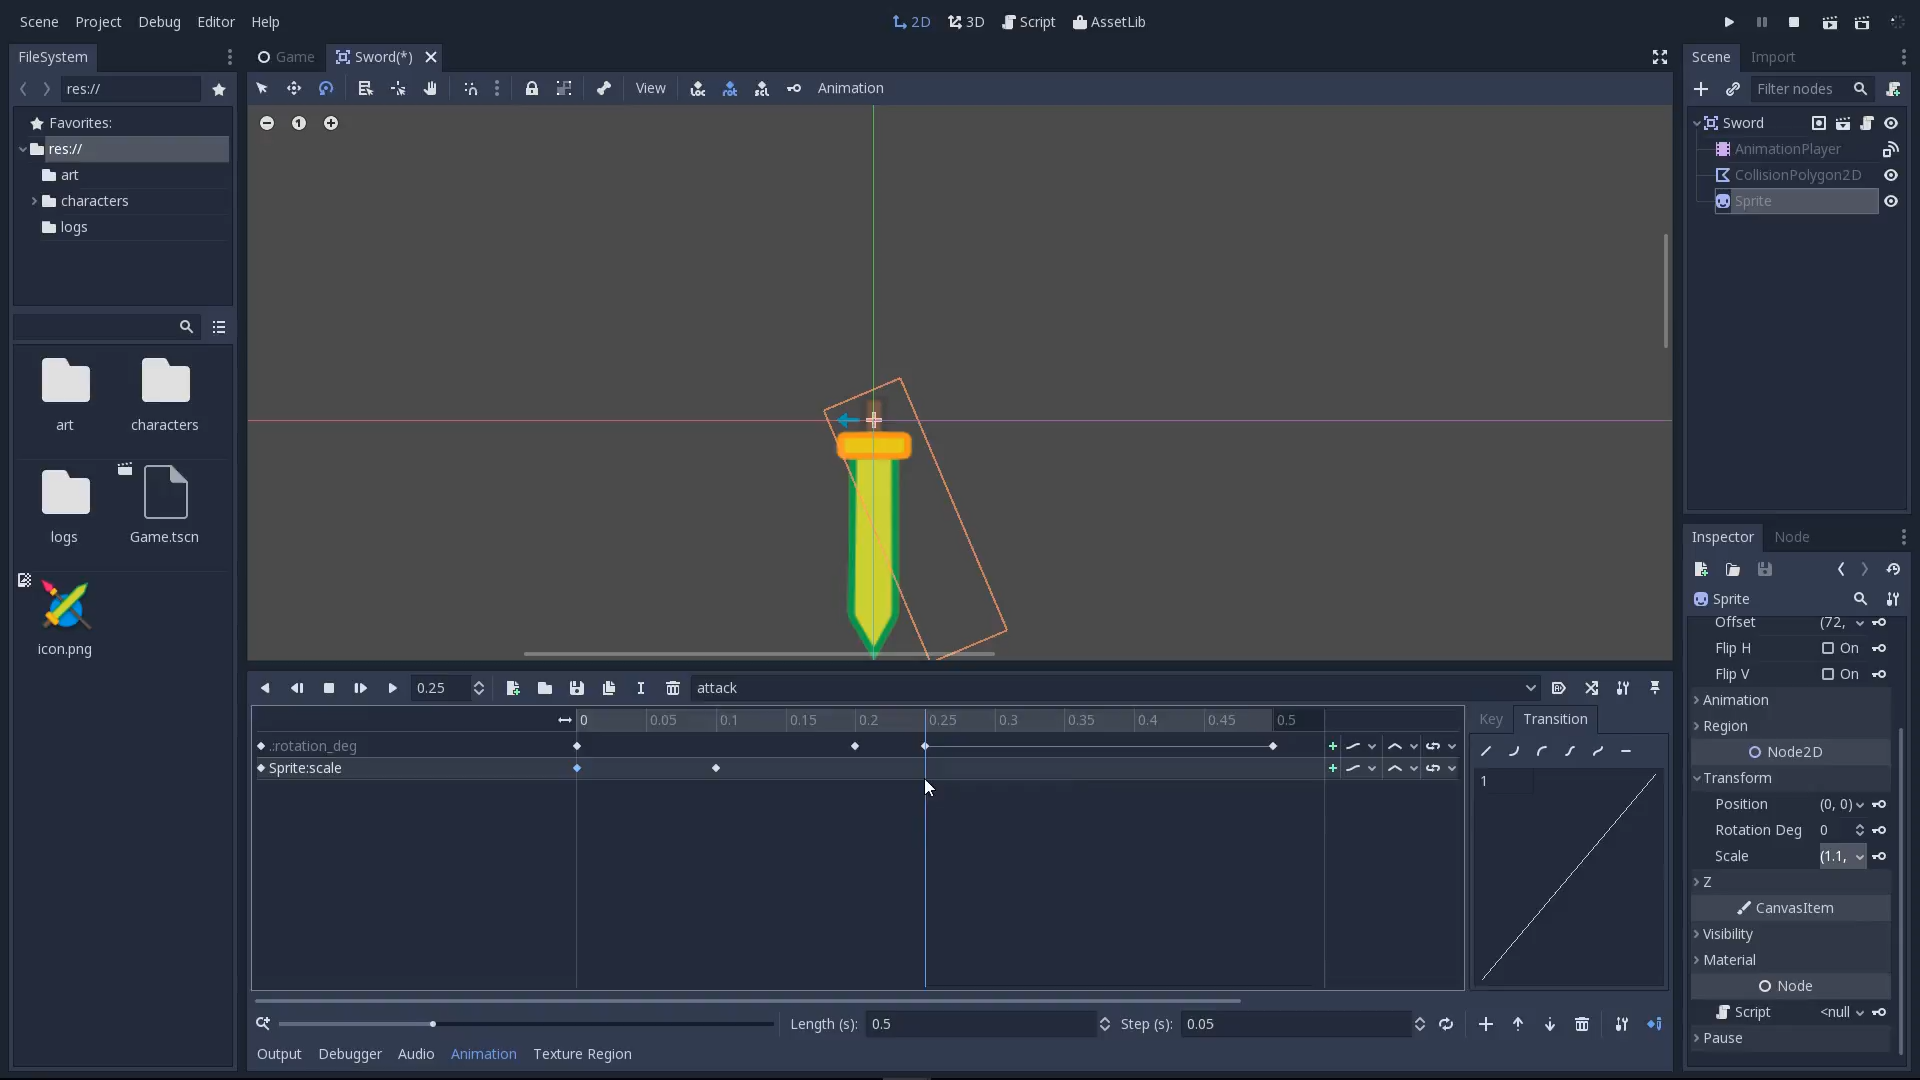 Scene Project Debug Editor Help
2D 3D Script AssetLib
FileSystem
res://
Favorites:
res://
art
characters
logs
art
characters
logs
Game.tscn
icon.png
Game Sword(*)
View Animation
1
0.25 attack
0 0.05 0.1 0.15 0.2 0.25 0.3 0.35 0.4 0.45 0.5
.:rotation_deg
Sprite:scale
Key Transition
1
Length (s): 0.5 Step (s): 0.05
Output Debugger Audio Animation Texture Region
Scene Import
Filter nodes
Sword
AnimationPlayer
CollisionPolygon2D
Sprite
Inspector Node
Sprite
Offset (72,
Flip H On
Flip V On
Animation
Region
Node2D
Transform
Position (0, 0)
Rotation Deg 0
Scale (1.1,
Z
CanvasItem
Visibility
Material
Node
Script <null
Pause